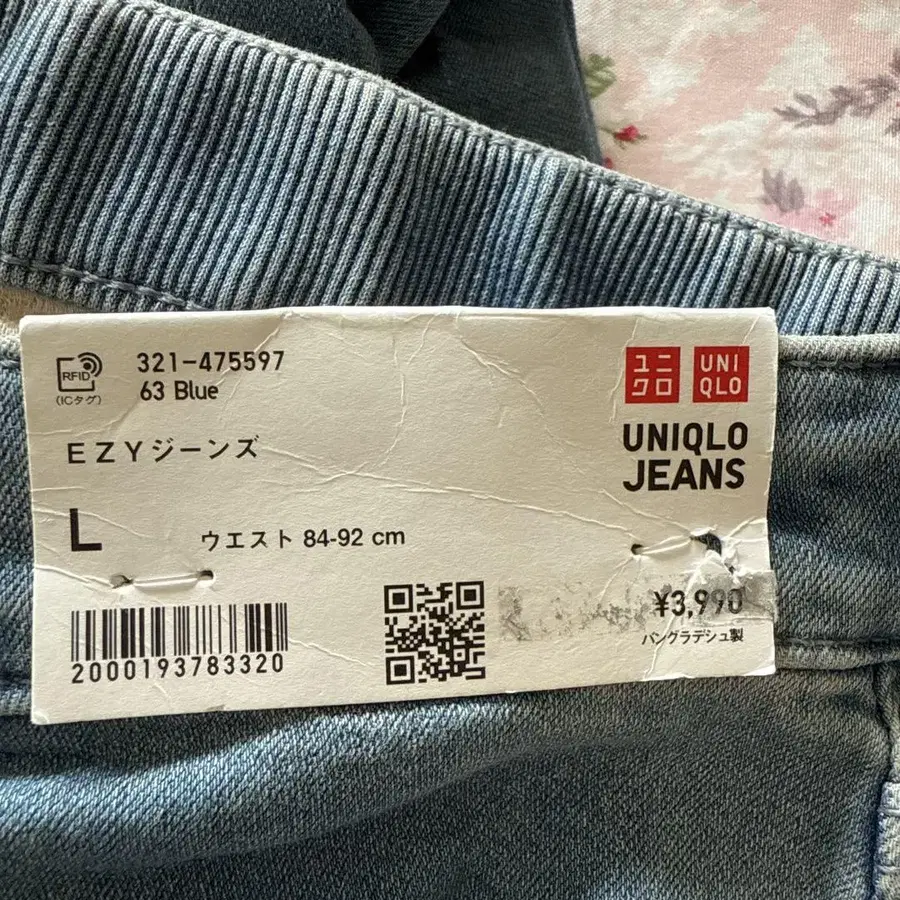 RFID
(ICタグ)
321-475597
63 Blue
ユニ
クロ
UNI
QLO
UNIQLO
JEANS
EZYジーンズ
L
ウエスト 84-92 cm
2000193783320
¥3,990
バングラデシュ製